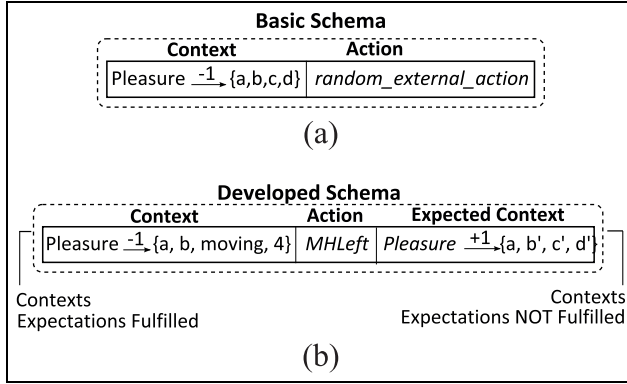 Basic Schema
Context Action
Pleasure -1 {a,b,c,d} random_external_action
(a)
Developed Schema
Context Action Expected Context
Pleasure -1 {a, b, moving, 4} MHLeft Pleasure +1 {a, b', c', d'}
Contexts
Expectations Fulfilled
Contexts
Expectations NOT Fulfilled
(b)